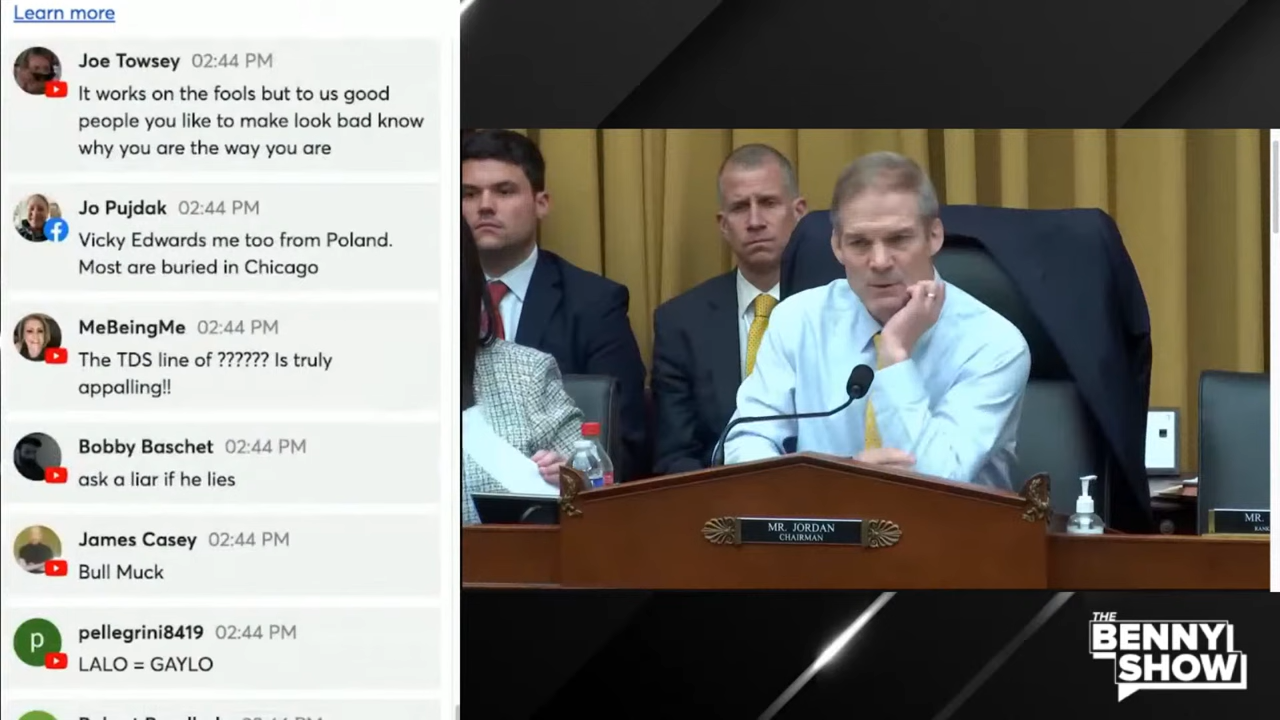 Learn more
Joe Towsey 02:44 PM
It works on the fools but to us good
people you like to make look bad know
why you are the way you are
Jo Pujdak 02:44 PM
Vicky Edwards me too from Poland.
Most are buried in Chicago
MeBeingMe 02:44 PM
The TDS line of ?????? Is truly
appalling!!
Bobby Baschet 02:44 PM
ask a liar if he lies
James Casey 02:44 PM
Bull Muck
p
pellegrini8419 02:44 PM
LALO = GAYLO
MR. JORDAN
CHAIRMAN
MR.
THE
BENNY
SHOW